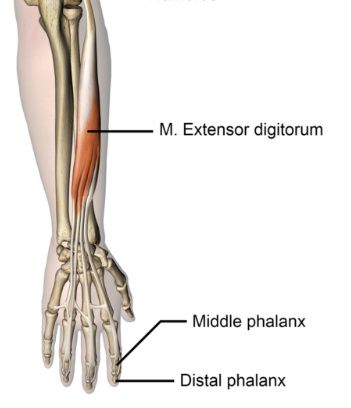 M. Extensor digitorum
Middle phalanx
Distal phalanx